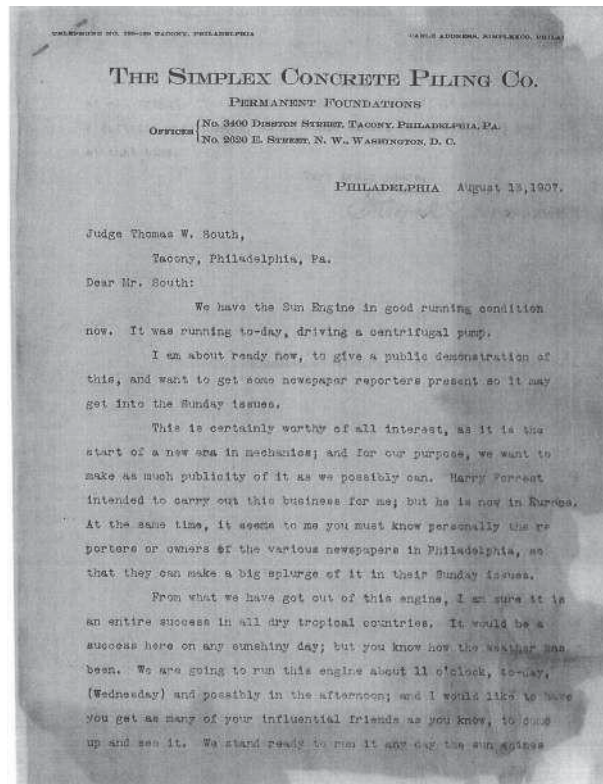 TELEPHONE NO. TACONY, PHILADELPHIA
CABLE ADDRESS, SIMPLEXCO, PHILA
THE SIMPLEX CONCRETE PILING CO.
PERMANENT FOUNDATIONS
OFFICES { NO. 3400 DISSTON STREET, TACONY, PHILADELPHIA, PA.
NO. 2620 E. STREET, N. W., WASHINGTON, D. C.
PHILADELPHIA August 13, 1907.
Judge Thomas W. South,
Tacony, Philadelphia, Pa.
Dear Mr. South:
We have the Sun Engine in good running condition
now. It was running to-day, driving a centrifugal pump.
I am about ready now, to give a public demonstration of
this, and want to get some newspaper reporters present so it may
get into the Sunday issues.
This is certainly worthy of all interest, as it is the
start of a new era in mechanics; and for our purpose, we want to
make as much publicity of it as we possibly can. Harry Forrest
intended to carry out this business for me; but he is now in Europe.
At the same time, it seems to me you must know personally the re
porters or owners of the various newspapers in Philadelphia, so
that they can make a big splurge of it in their Sunday issues.
From what we have got out of this engine, I am sure it is
an entire success in all dry tropical countries. It would be a
success here on any sunshiny day; but you know how the weather has
been. We are going to run this engine about 11 o'clock, to-day,
(Wednesday) and possibly in the afternoon; and I would like to have
you get as many of your influential friends as you know, to come
up and see it. We stand ready to run it any day the sun shines